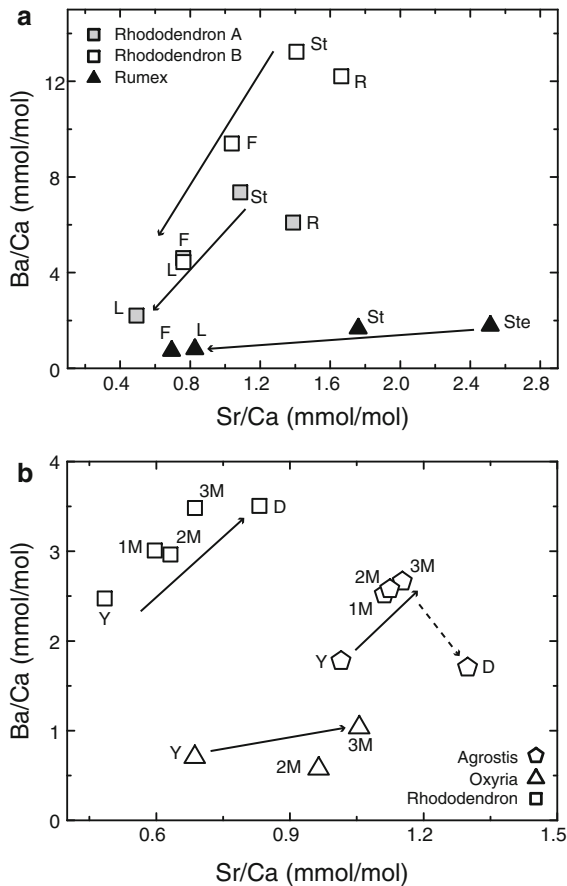 a
Rhododendron A
Rhododendron B
Rumex
St
R
F
St
R
F
L
L
F
L
St
Ste
12
8
4
0
0.4 0.8 1.2 1.6 2.0 2.4 2.8
Ba/Ca (mmol/mol)
Sr/Ca (mmol/mol)
b
4
3
2
1
0
3M
D
1M
2M
Y
3M
2M
1M
Y
D
Y
3M
2M
Agrostis
Oxyria
Rhododendron
0.6 0.9 1.2 1.5
Ba/Ca (mmol/mol)
Sr/Ca (mmol/mol)